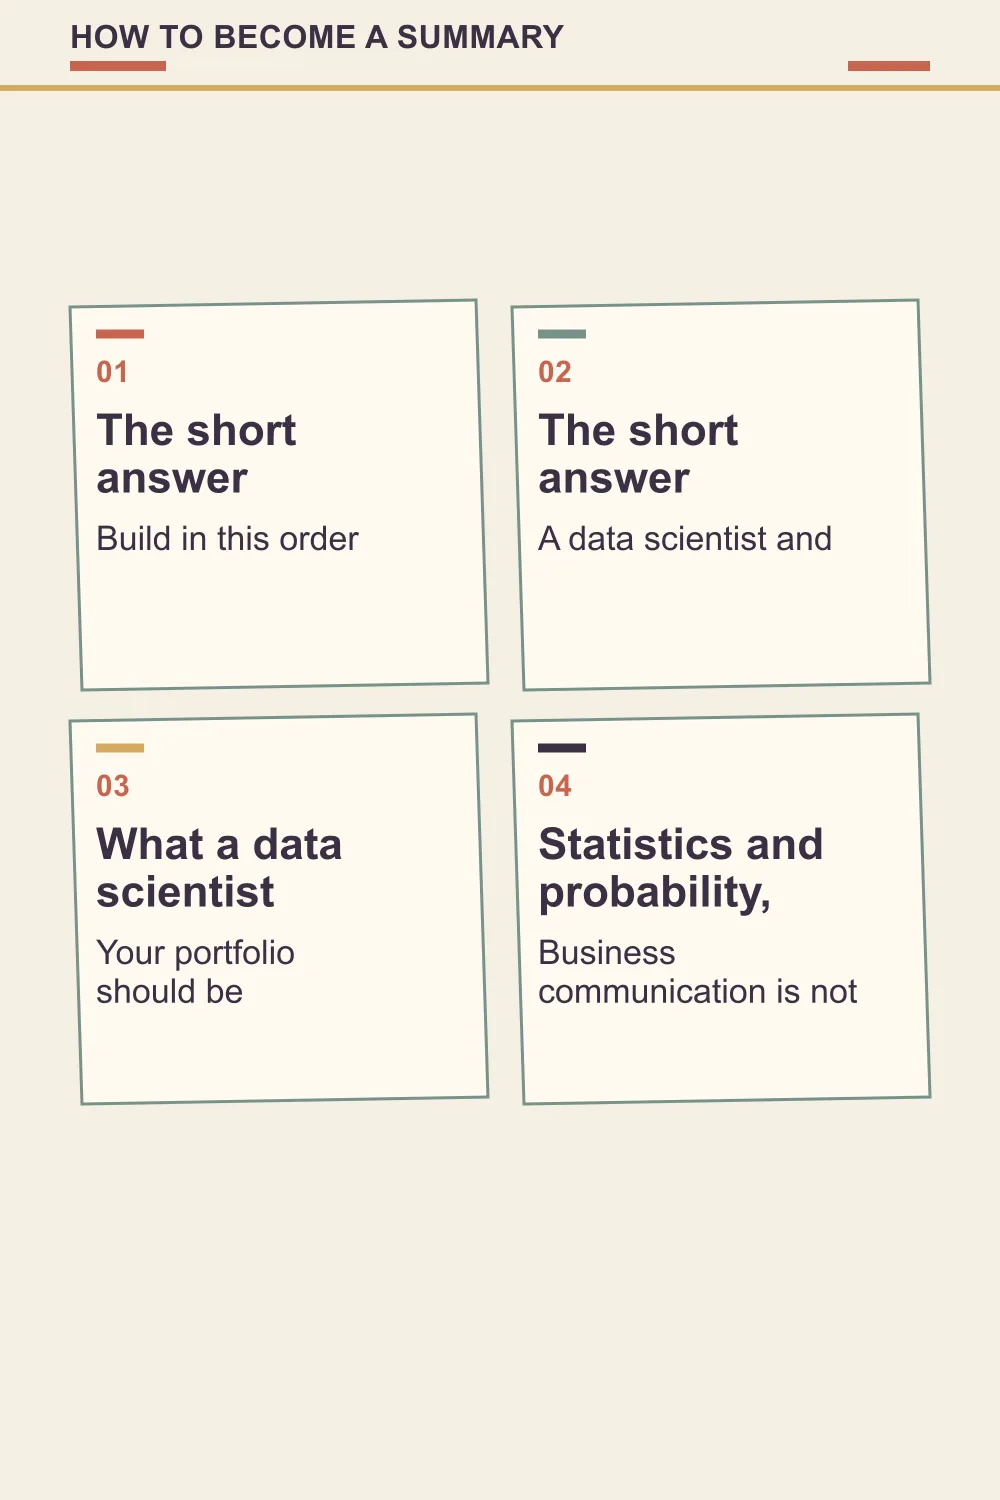 HOW TO BECOME A SUMMARY
01
The short
answer
Build in this order
02
The short
answer
A data scientist and
03
What a data
scientist
Your portfolio
should be
04
Statistics and
probability,
Business
communication is not